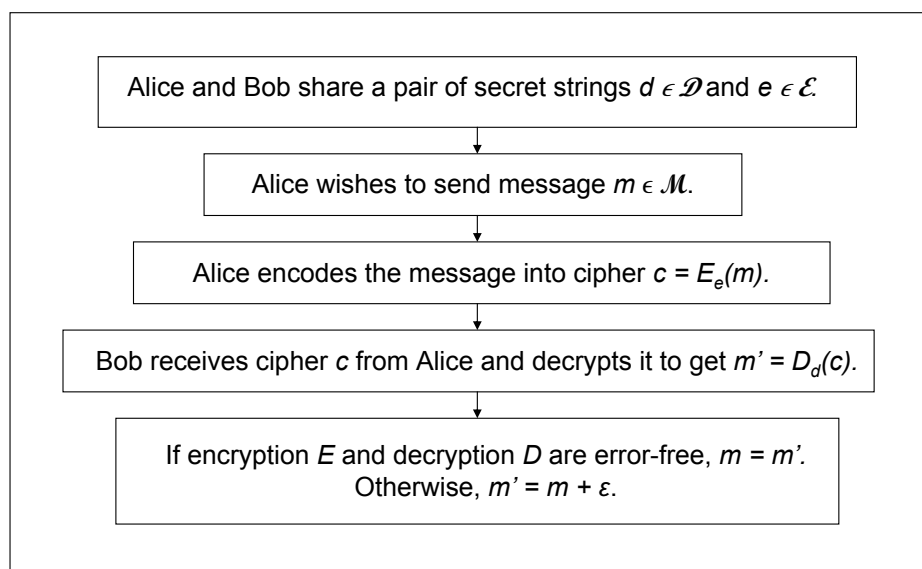 Alice and Bob share a pair of secret strings d ϵ 𝓓 and e ϵ 𝓔.
Alice wishes to send message m ϵ 𝓜.
Alice encodes the message into cipher c = E_e(m).
Bob receives cipher c from Alice and decrypts it to get m’ = D_d(c).
If encryption E and decryption D are error-free, m = m’.
Otherwise, m’ = m + ε.